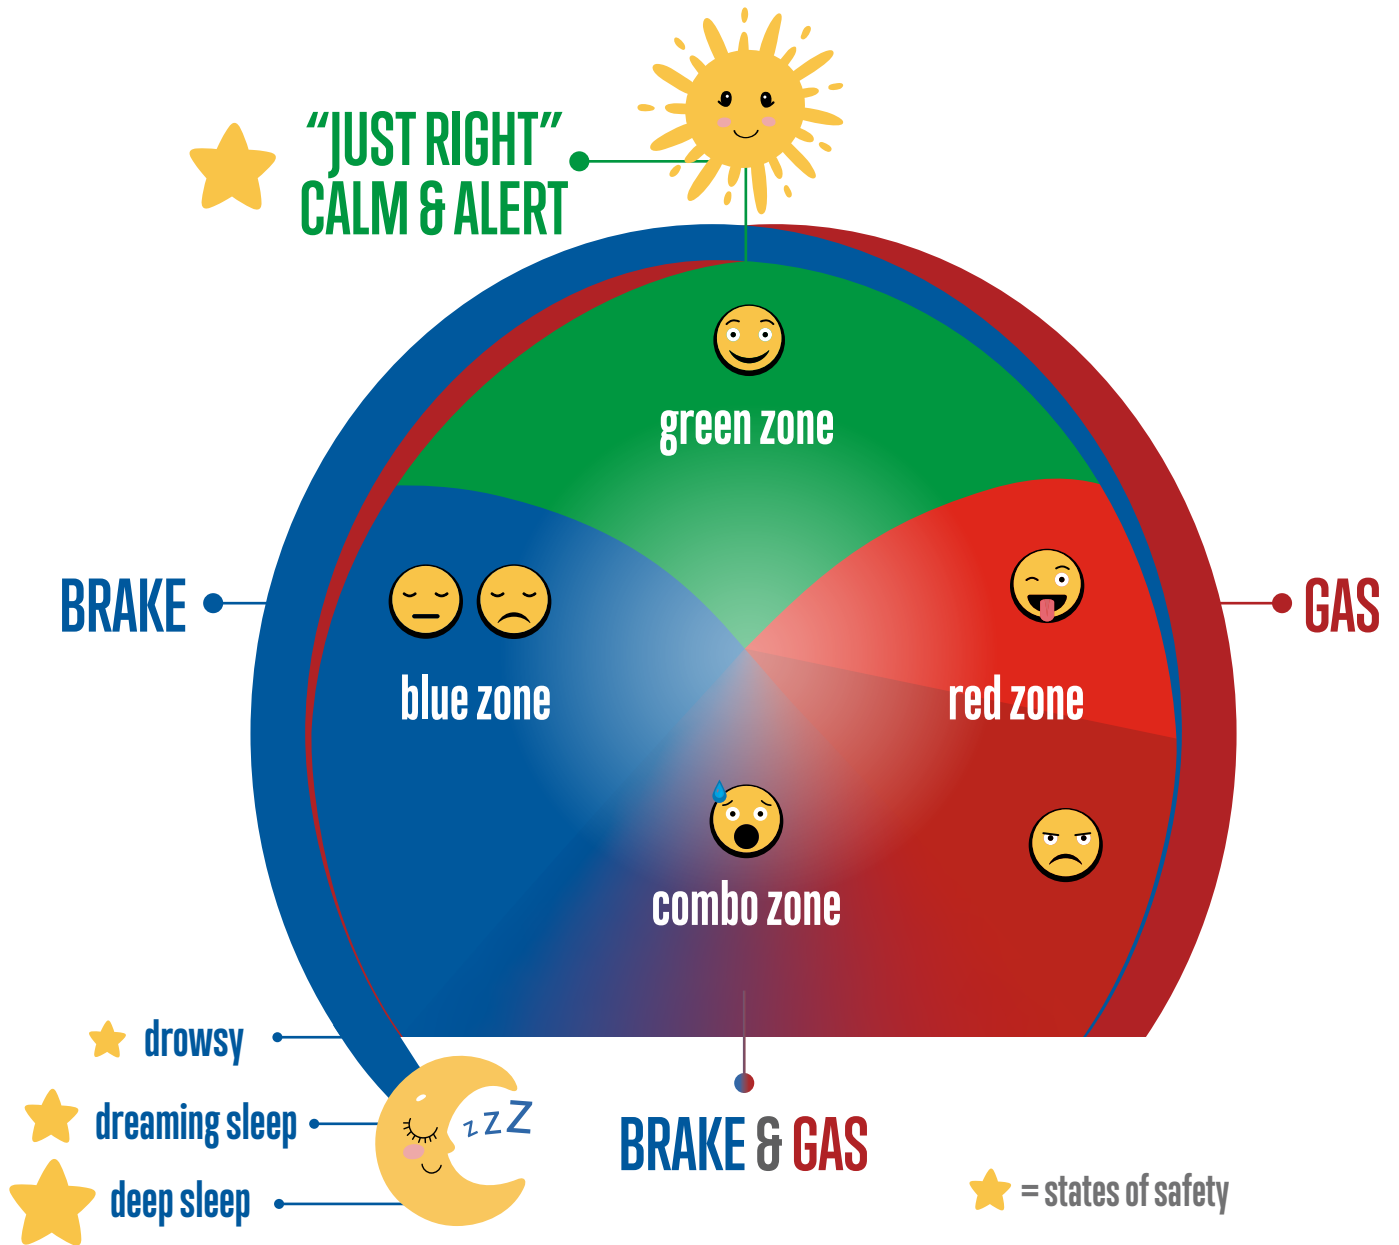 “JUST RIGHT”
CALM & ALERT
green zone
BRAKE
GAS
blue zone
red zone
combo zone
drowsy
dreaming sleep
deep sleep
zzZ
BRAKE & GAS
= states of safety